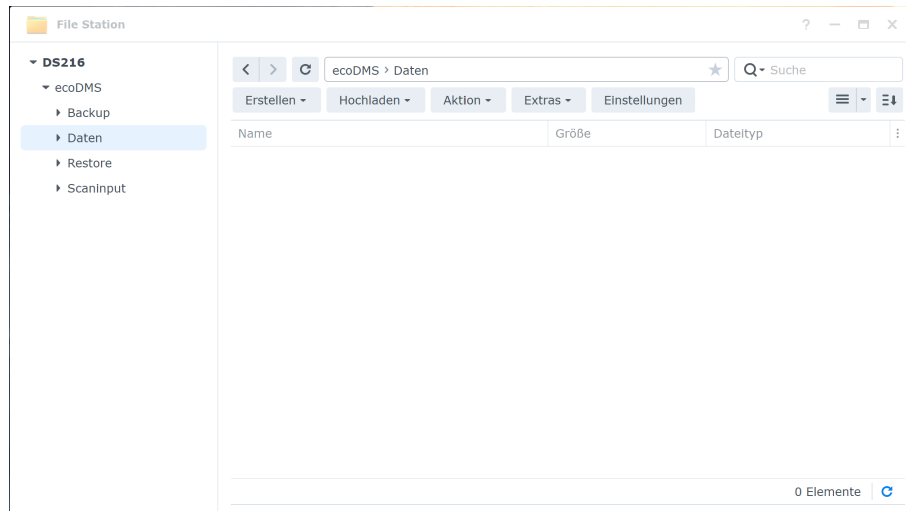 File Station
DS216
ecoDMS
Backup
Daten
Restore
Scaninput
ecoDMS › Daten
Suche
Erstellen
Hochladen
Aktion
Extras
Einstellungen
Name
Größe
Dateityp
0 Elemente